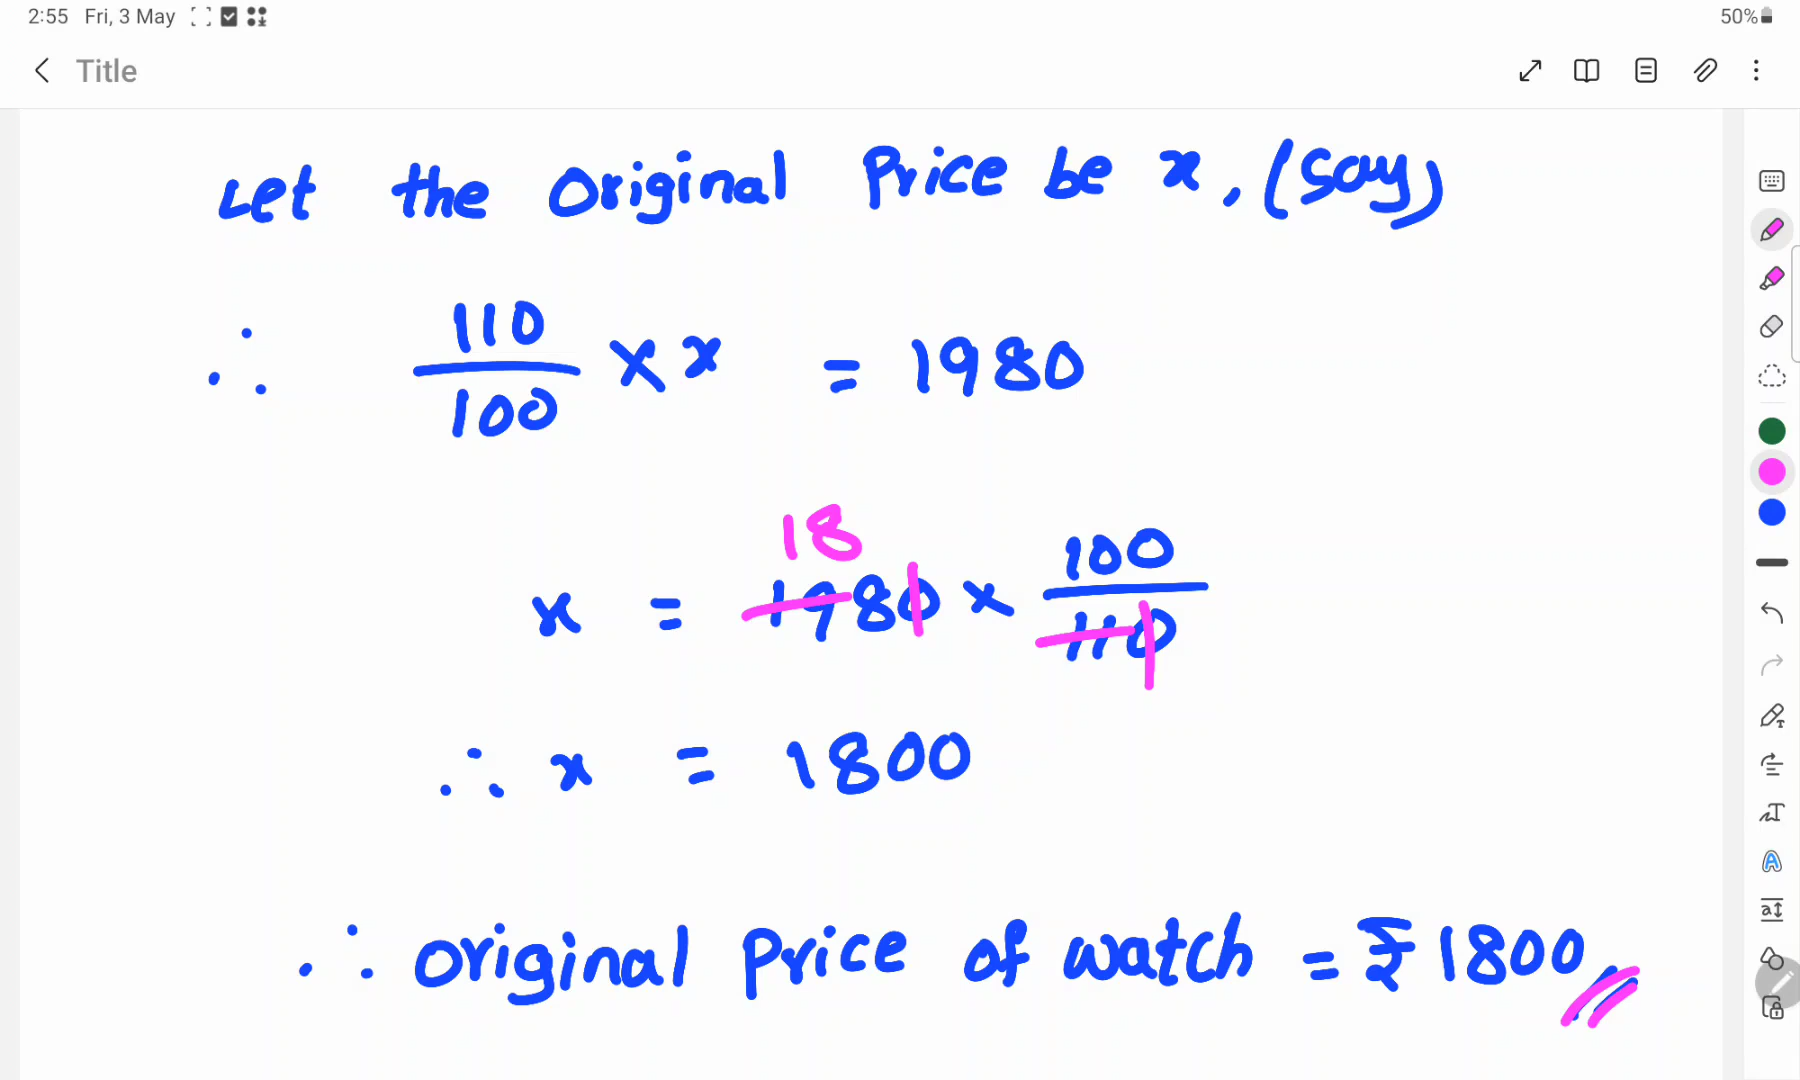 2:55 Fri, 3 May 50%
Title
Let the Original Price be x, (Say)
∴ 110/100 × x = 1980
18
x = 1980 × 100/110
∴ x = 1800
∴ original Price of watch = ₹1800